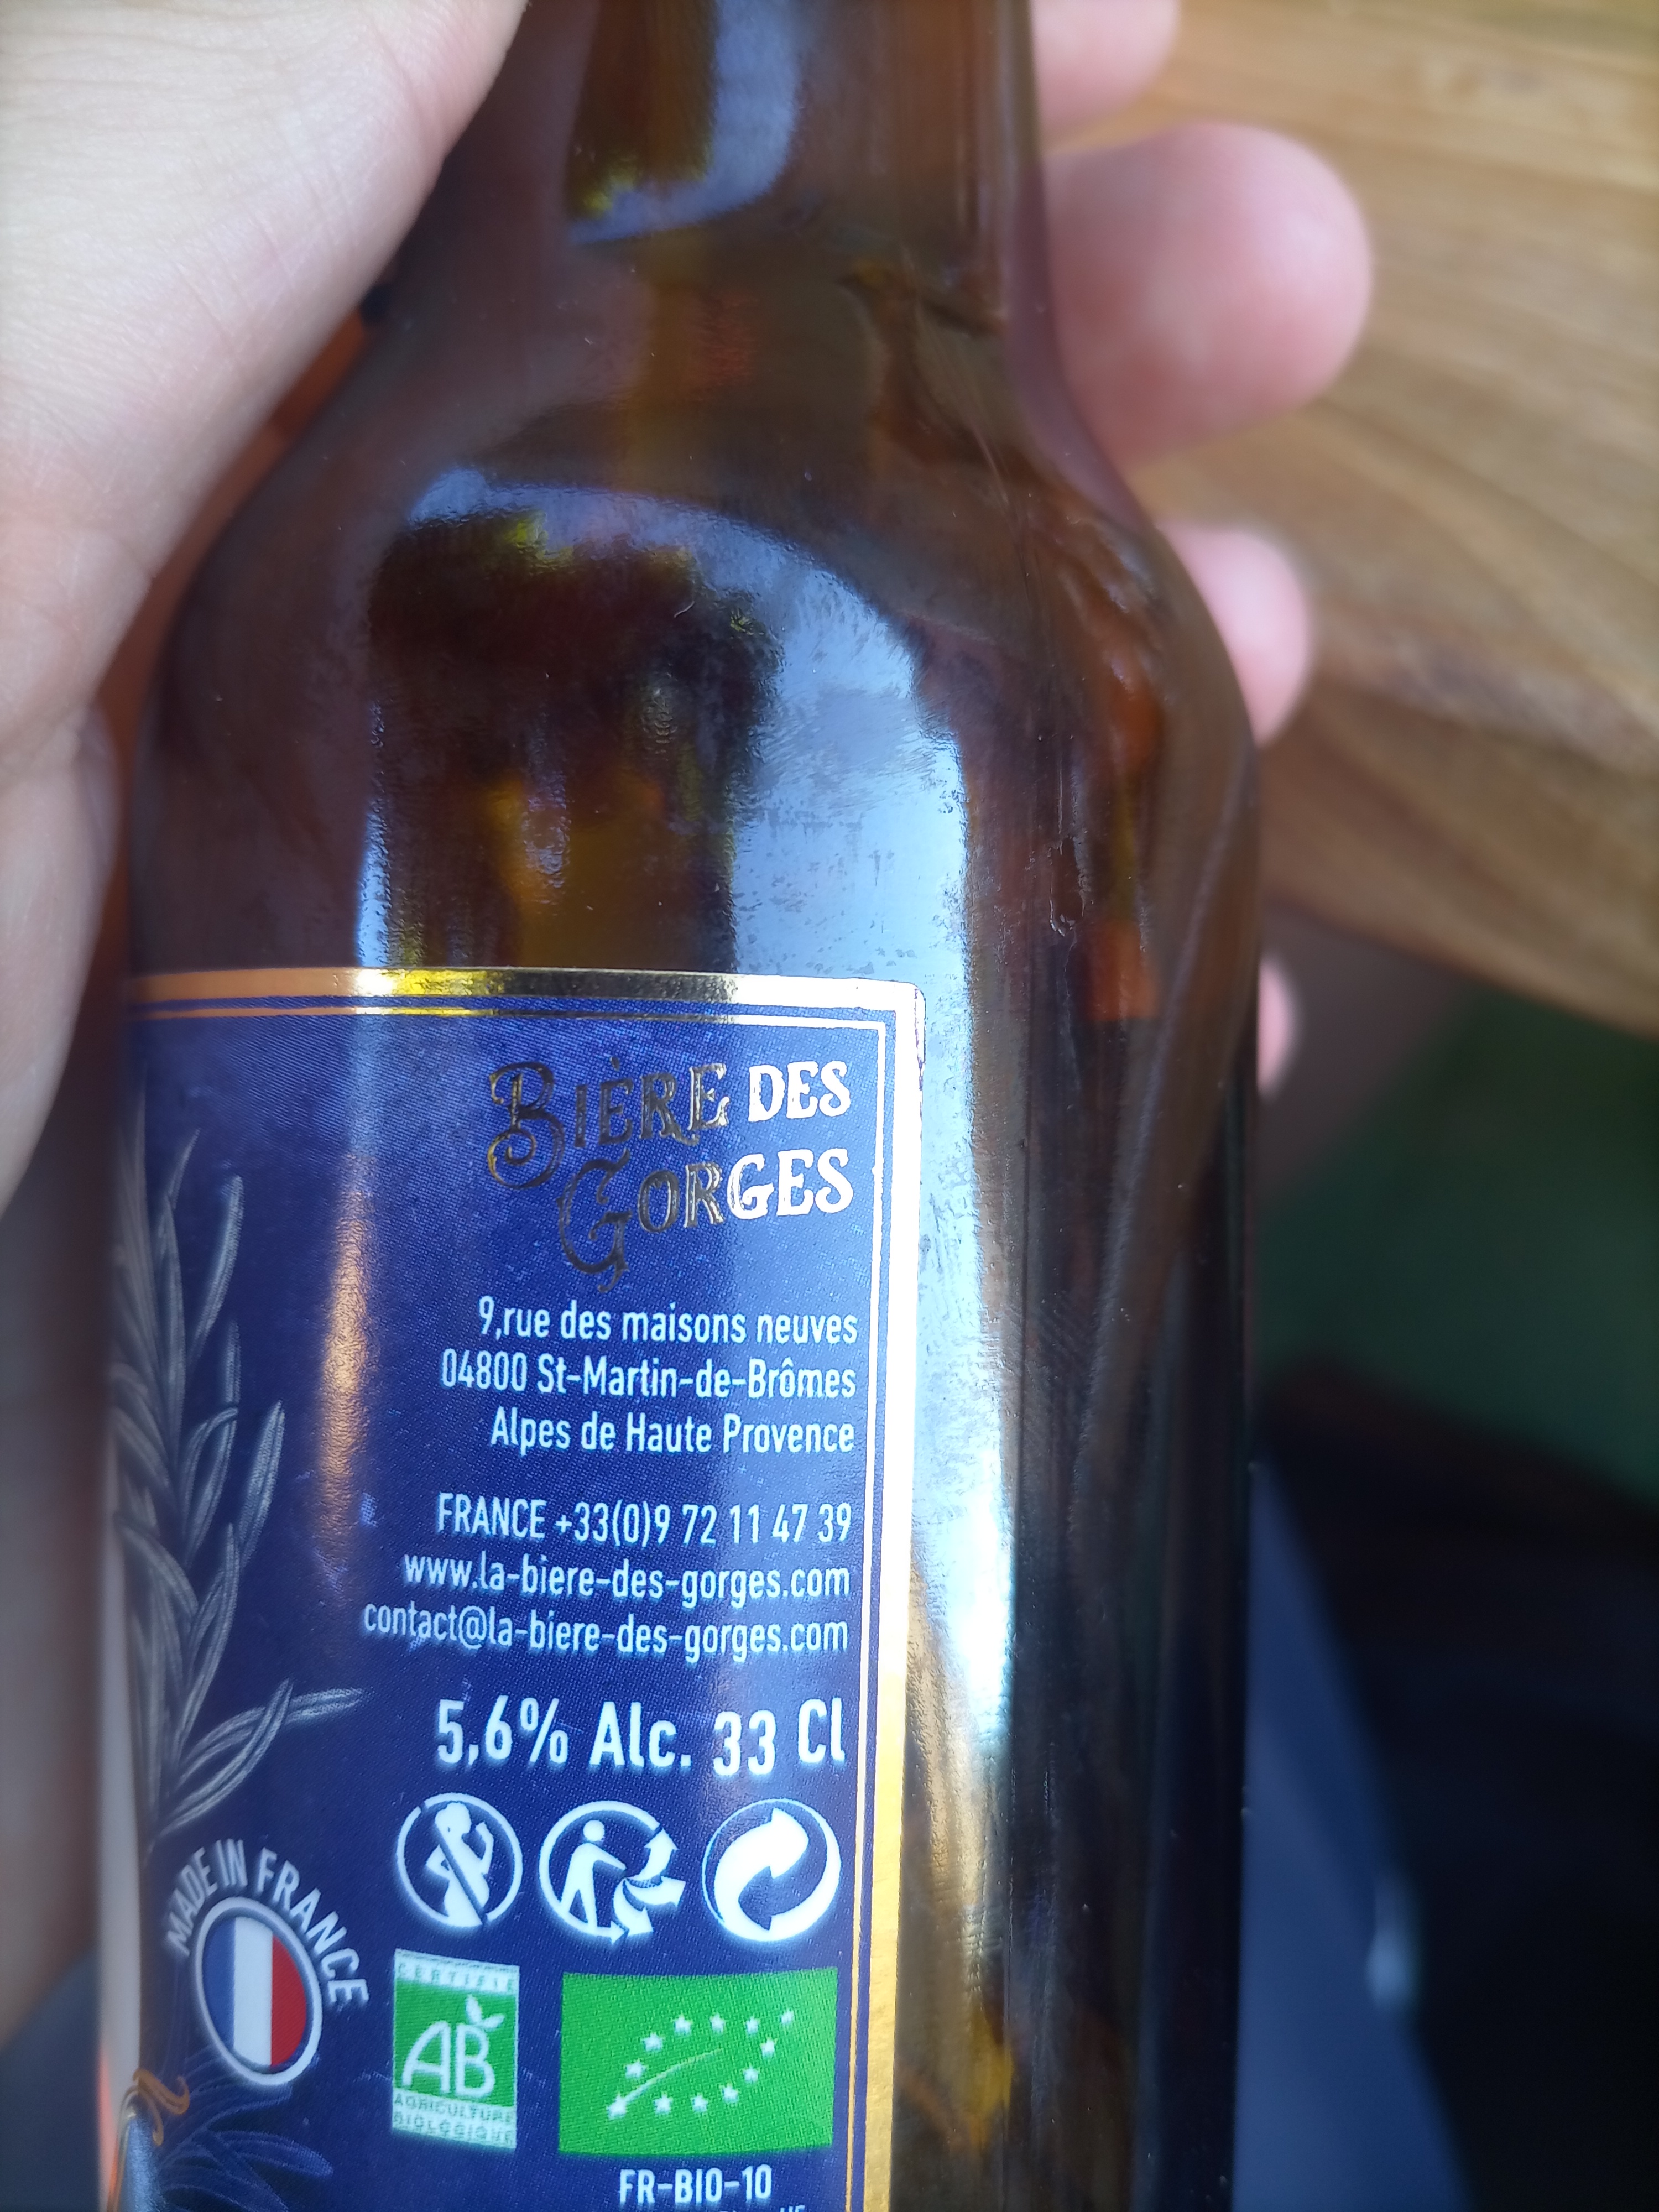 BIÈRE DES
GORGES
9,rue des maisons neuves
04800 St-Martin-de-Brômes
Alpes de Haute Provence
FRANCE +33(0)9 72 11 47 39
www.la-biere-des-gorges.com
contact@la-biere-des-gorges.com
5,6% Alc. 33 Cl
MADE IN FRANCE
CERTIFIÉ
AB
AGRICULTURE
BIOLOGIQUE
FR-BIO-10